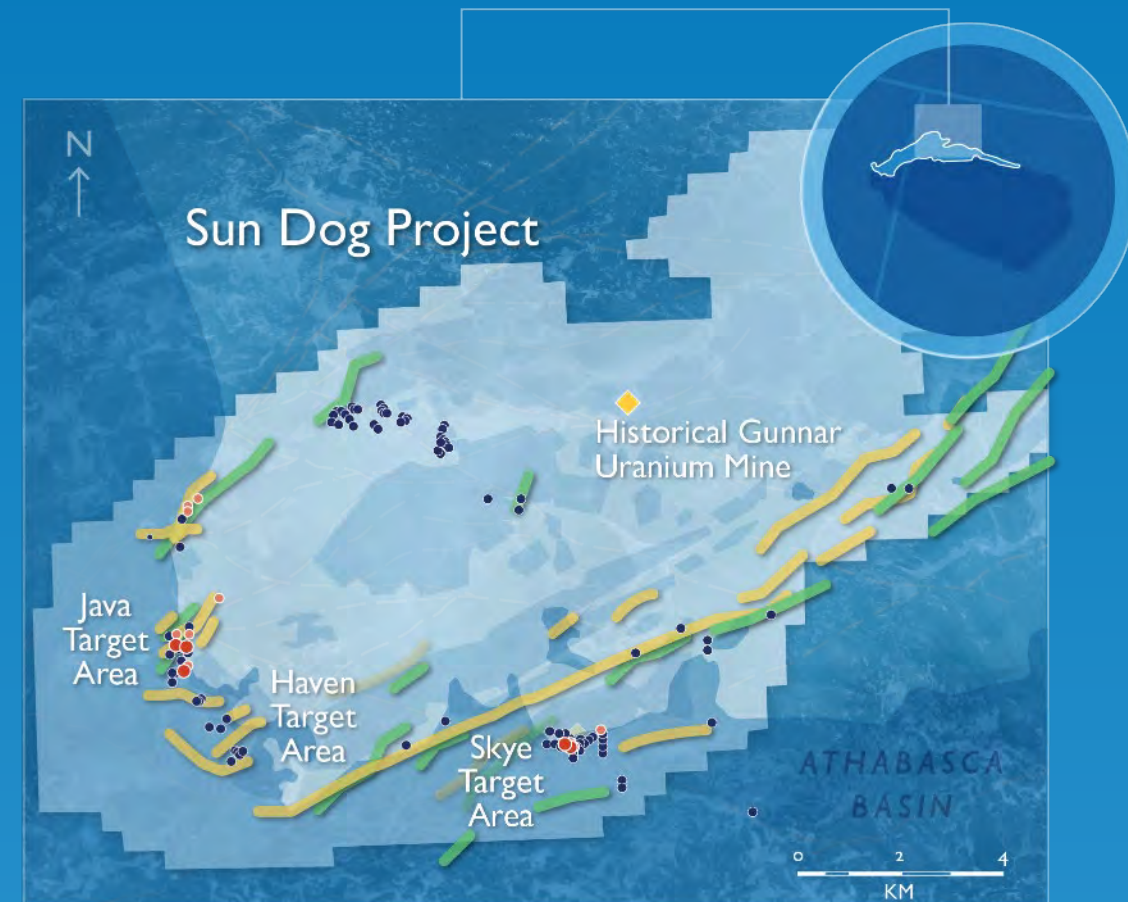 N
Sun Dog Project
Historical Gunnar
Uranium Mine
Java
Target
Area
Haven
Target
Area
Skye
Target
Area
ATHABASCA
BASIN
0 2 4
KM